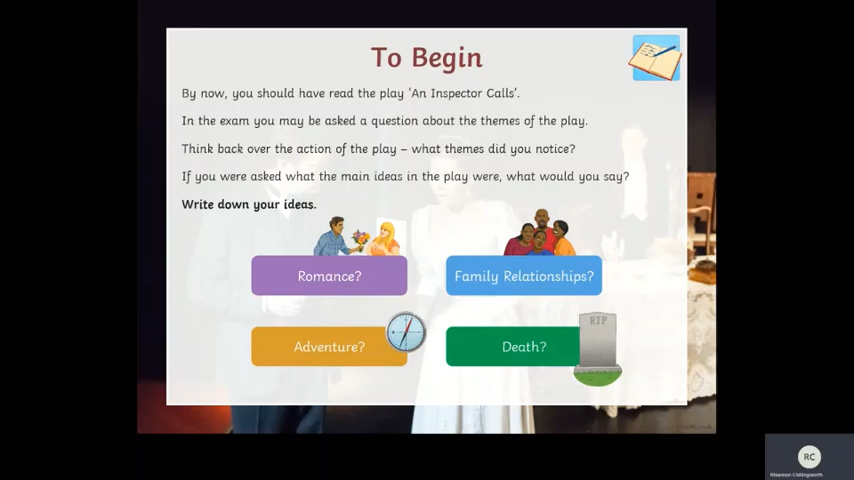 To Begin
By now, you should have read the play 'An Inspector Calls'.
In the exam you may be asked a question about the themes of the play.
Think back over the action of the play – what themes did you notice?
If you were asked what the main ideas in the play were, what would you say?
Write down your ideas.
Romance?
Family Relationships?
Adventure?
RIP
Death?
RC
Rhiannon Chillingworth